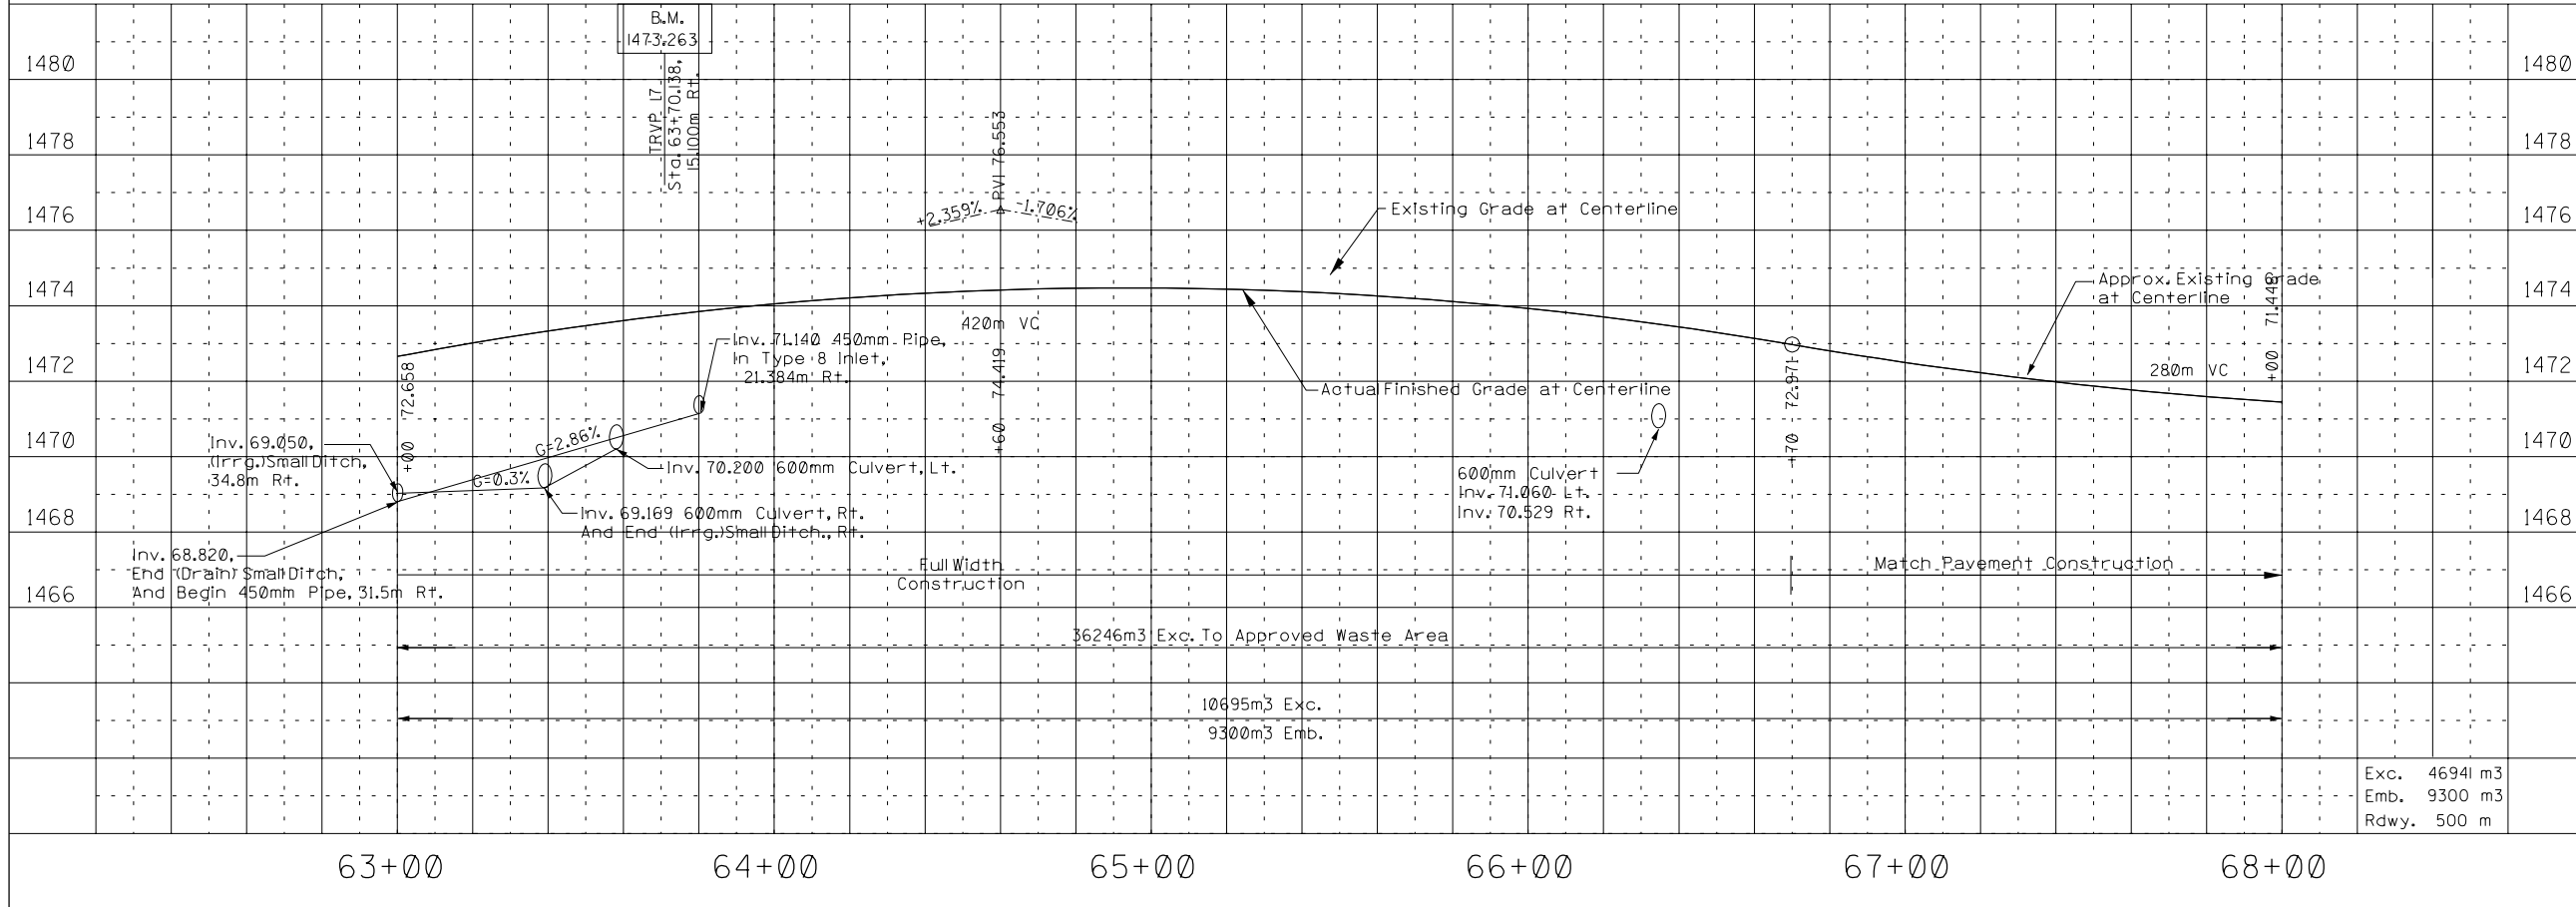 B.M.
1473.263
TRVP 17
Sta. 63+70.138,
15.100m Rt.
1480
1480
1478
1478
PVI 76.553
+2.359%
-1.706%
1476
1476
Existing Grade at Centerline
1474
1474
Approx. Existing Grade
at Centerline
+00 71.448
420m VC
Inv. 71.140 450mm Pipe,
In Type 8 Inlet,
21.384m Rt.
1472
1472
+00 72.658
+60 74.419
+70 72.971
280m VC
Actual Finished Grade at Centerline
1470
1470
Inv. 69.050,
(Irrg.) Small Ditch,
34.8m Rt.
G=2.86%
G=0.3%
Inv. 70.200 600mm Culvert, Lt.
600mm Culvert
Inv. 71.060 Lt.
Inv. 70.529 Rt.
Inv. 69.169 600mm Culvert, Rt.
And End (Irrg.) Small Ditch., Rt.
1468
1468
Inv. 68.820,
End (Drain) Small Ditch,
And Begin 450mm Pipe, 31.5m Rt.
Full Width
Construction
Match Pavement Construction
1466
1466
36246m3 Exc. To Approved Waste Area
10695m3 Exc.
9300m3 Emb.
Exc. 46941 m3
Emb. 9300 m3
Rdwy. 500 m
63+00
64+00
65+00
66+00
67+00
68+00